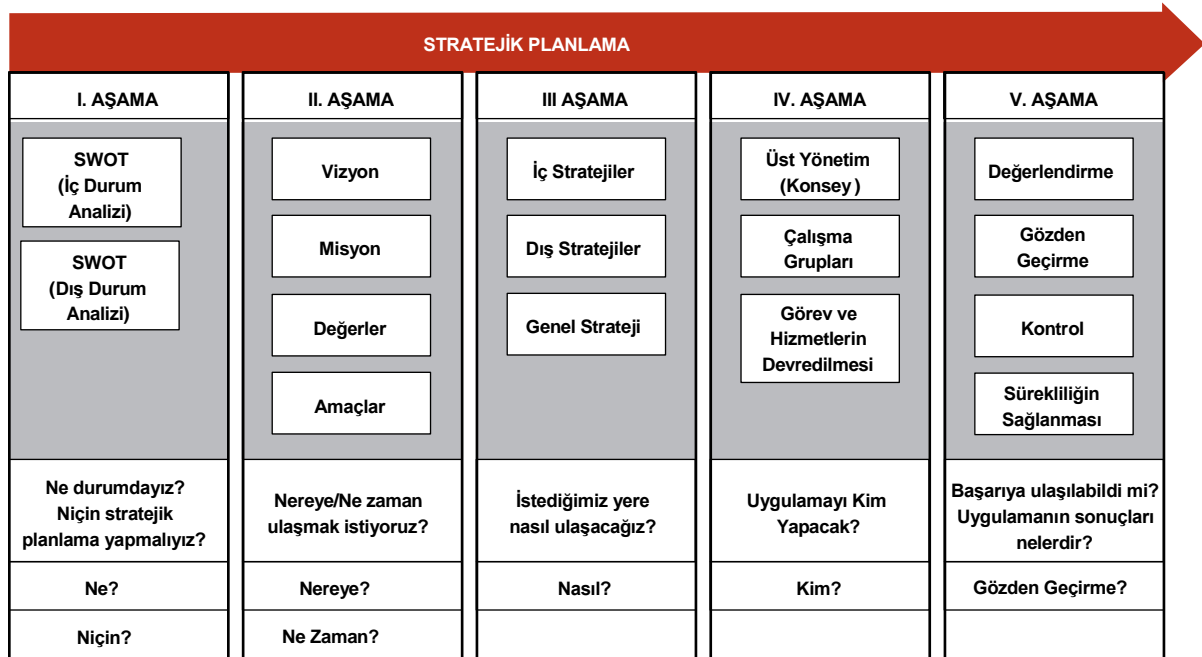 STRATEJİK PLANLAMA
I. AŞAMA
SWOT
(İç Durum
Analizi)
SWOT
(Dış Durum
Analizi)
Ne durumdayız?
Niçin stratejik
planlama yapmalıyız?
Ne?
Niçin?
II. AŞAMA
Vizyon
Misyon
Değerler
Amaçlar
Nereye/Ne zaman
ulaşmak istiyoruz?
Nereye?
Ne Zaman?
III AŞAMA
İç Stratejiler
Dış Stratejiler
Genel Strateji
İstediğimiz yere
nasıl ulaşacağız?
Nasıl?
IV. AŞAMA
Üst Yönetim
(Konsey )
Çalışma
Grupları
Görev ve
Hizmetlerin
Devredilmesi
Uygulamayı Kim
Yapacak?
Kim?
V. AŞAMA
Değerlendirme
Gözden
Geçirme
Kontrol
Sürekliliğin
Sağlanması
Başarıya ulaşılabildi mi?
Uygulamanın sonuçları
nelerdir?
Gözden Geçirme?